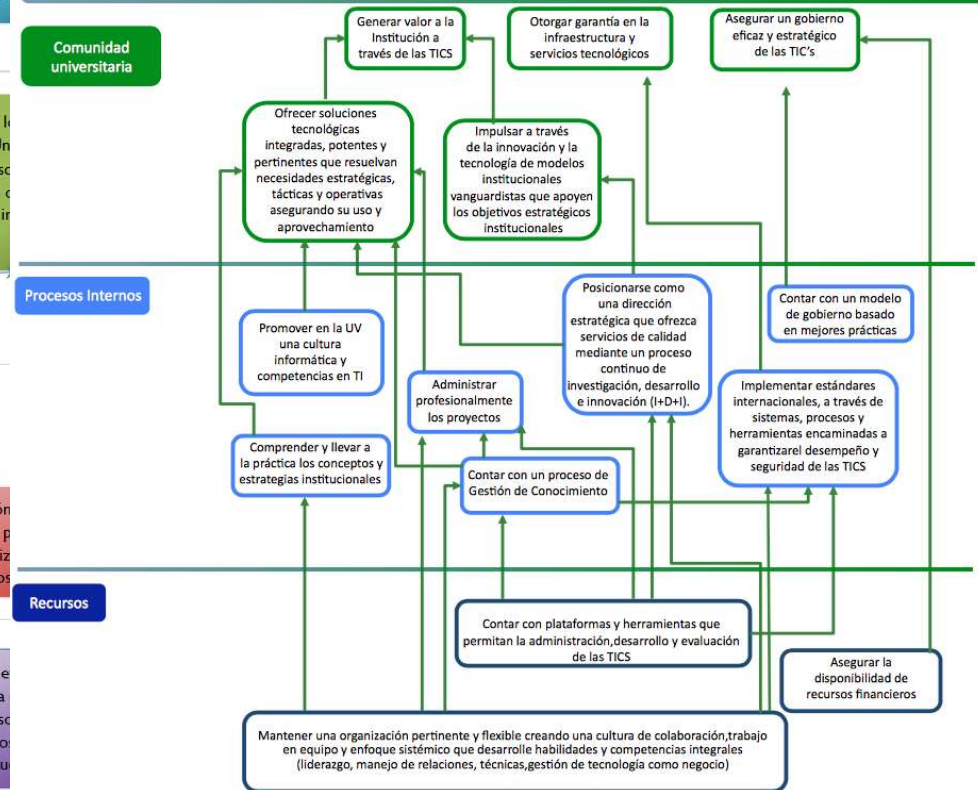 Comunidad
universitaria
Generar valor a la
Institución a
través de las TICS
Otorgar garantía en la
infraestructura y
servicios tecnológicos
Asegurar un gobierno
eficaz y estratégico
de las TIC's
Ofrecer soluciones
tecnológicas
integradas, potentes y
pertinentes que resuelvan
necesidades estratégicas,
tácticas y operativas
asegurando su uso y
aprovechamiento
Impulsar a través
de la innovación y la
tecnología de modelos
institucionales
vanguardistas que apoyen
los objetivos estratégicos
institucionales
Procesos Internos
Promover en la UV
una cultura
informática y
competencias en TI
Posicionarse como
una dirección
estratégica que ofrezca
servicios de calidad
mediante un proceso
continuo de
investigación, desarrollo
e innovación (I+D+I).
Contar con un modelo
de gobierno basado
en mejores prácticas
Administrar
profesionalmente
los proyectos
Implementar estándares
internacionales, a través de
sistemas, procesos y
herramientas encaminadas a
garantizarel desempeño y
seguridad de las TICS
Comprender y llevar a
la práctica los conceptos y
estrategias institucionales
Contar con un proceso de
Gestión de Conocimiento
Recursos
Contar con plataformas y herramientas que
permitan la administración,desarrollo y evaluación
de las TICS
Asegurar la
disponibilidad de
recursos financieros
Mantener una organización pertinente y flexible creando una cultura de colaboración,trabajo
en equipo y enfoque sistémico que desarrolle habilidades y competencias integrales
(liderazgo, manejo de relaciones, técnicas,gestión de tecnología como negocio)